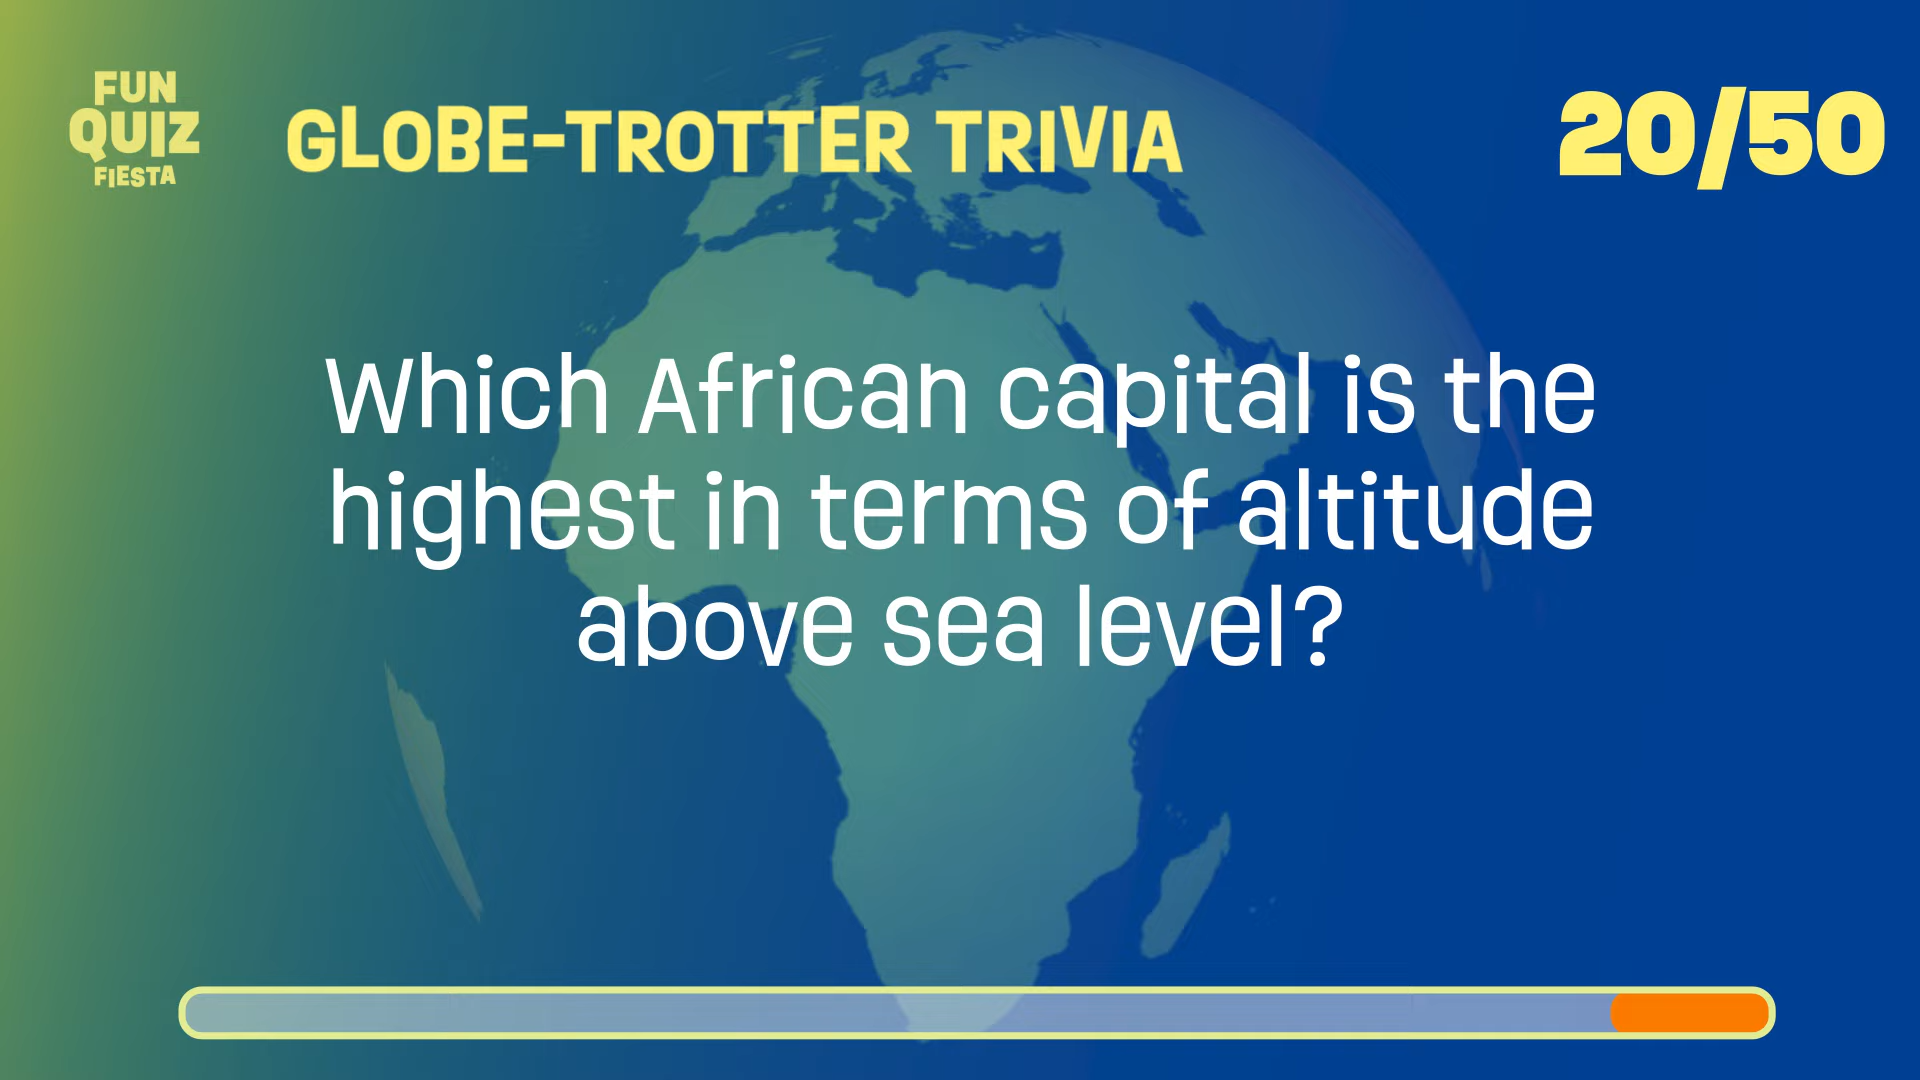 FUN
QUIZ
FIESTA
GLOBE-TROTTER TRIVIA
20/50
Which African capital is the
highest in terms of altitude
above sea level?